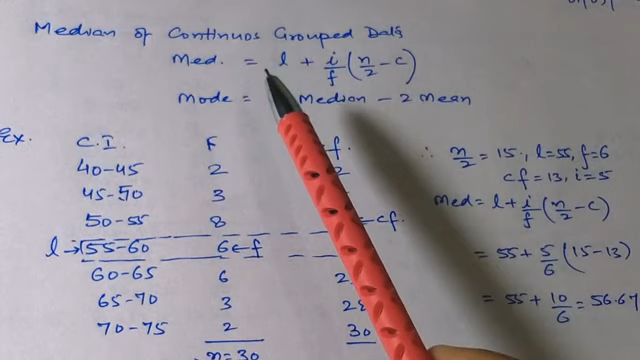 Median of Continuos Grouped Data
Med. = l + i/f (n/2 - c)
Mode = Median - 2 Mean
Ex. C.I. F f.
40-45 2 2
45-50 3
50-55 8 cf.
l→ 55-60 6←f
60-65 6 2
65-70 3 28
70-75 2 30
n=30
∴ n/2 = 15, l=55, f=6
cf=13, i=5
Med = l + i/f (n/2 - c)
= 55 + 5/6 (15-13)
= 55 + 10/6 = 56.67